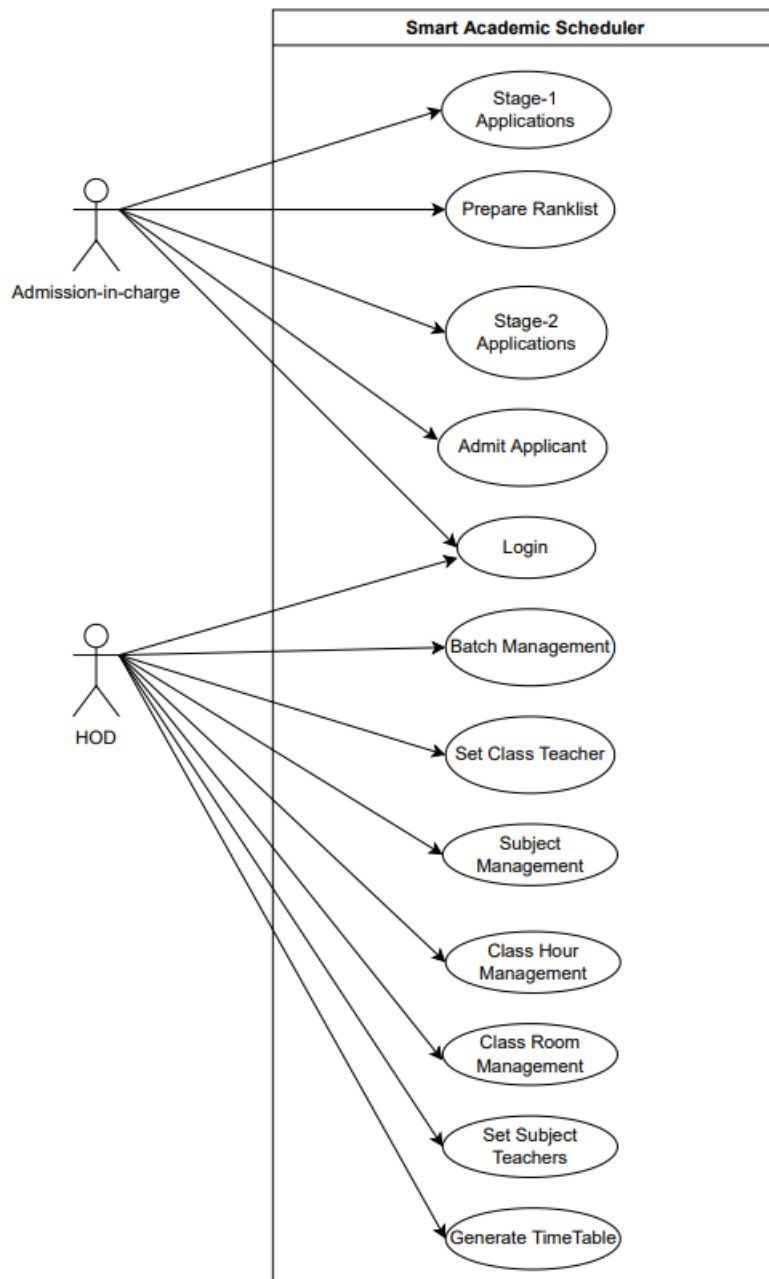 Smart Academic Scheduler
Stage-1
Applications
Prepare Ranklist
Admission-in-charge
Stage-2
Applications
Admit Applicant
Login
Batch Management
HOD
Set Class Teacher
Subject
Management
Class Hour
Management
Class Room
Management
Set Subject
Teachers
Generate TimeTable